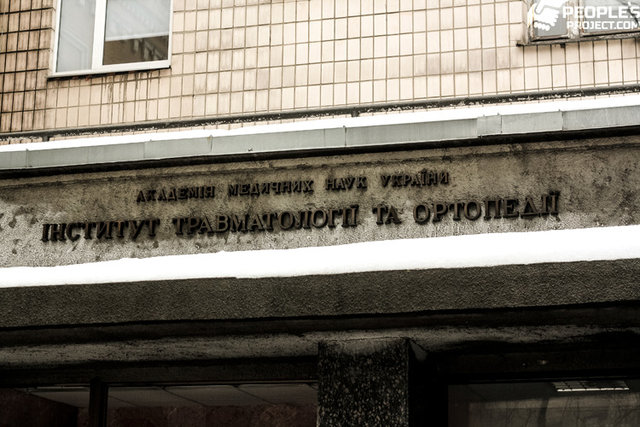 PEOPLE'S
PROJECT.COM
АКАДЕМІЯ МЕДИЧНИХ НАУК УКРАЇНИ
ІНСТИТУТ ТРАВМАТОЛОГІЇ ТА ОРТОПЕДІЇ